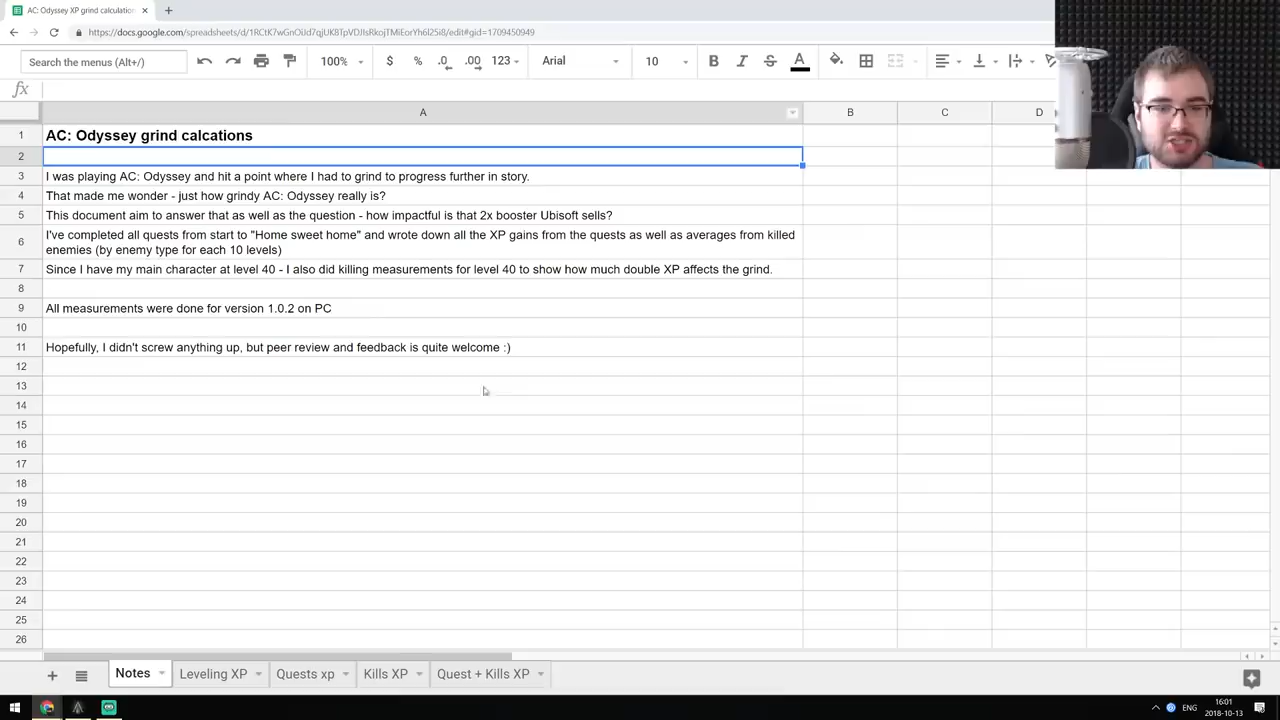 AC: Odyssey XP grind calculation
https://docs.google.com/spreadsheets/d/
Search the menus (Alt+/)
100%
$
%
.0
.00
123
Arial
10
B
I
S
A
fx
A
B
C
D
1 AC: Odyssey grind calcations
2
3 I was playing AC: Odyssey and hit a point where I had to grind to progress further in story.
4 That made me wonder - just how grindy AC: Odyssey really is?
5 This document aim to answer that as well as the question - how impactful is that 2x booster Ubisoft sells?
6 I've completed all quests from start to "Home sweet home" and wrote down all the XP gains from the quests as well as averages from killed
enemies (by enemy type for each 10 levels)
7 Since I have my main character at level 40 - I also did killing measurements for level 40 to show how much double XP affects the grind.
8
9 All measurements were done for version 1.0.2 on PC
10
11 Hopefully, I didn't screw anything up, but peer review and feedback is quite welcome :)
12
13
14
15
16
17
18
19
20
21
22
23
24
25
26
Notes
Leveling XP
Quests xp
Kills XP
Quest + Kills XP
ENG
16:01
2018-10-13